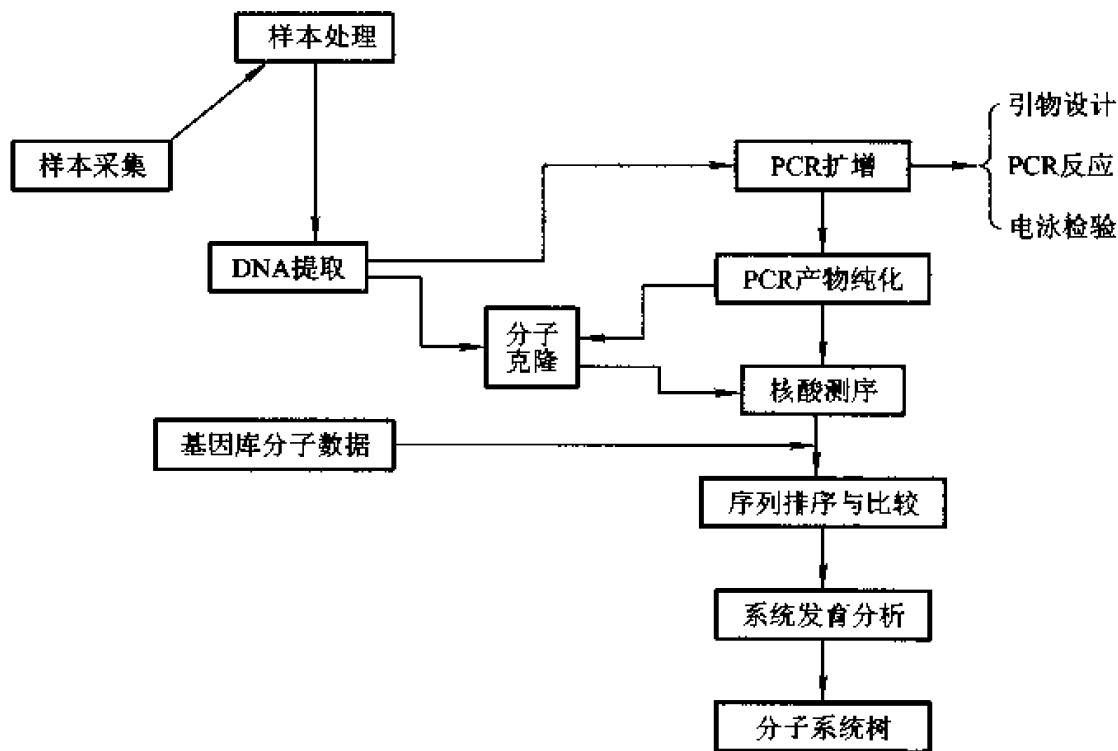 样本处理
样本采集
引物设计
PCR扩增
PCR反应
电泳检验
DNA提取
PCR产物纯化
分子
克隆
核酸测序
基因库分子数据
序列排序与比较
系统发育分析
分子系统树